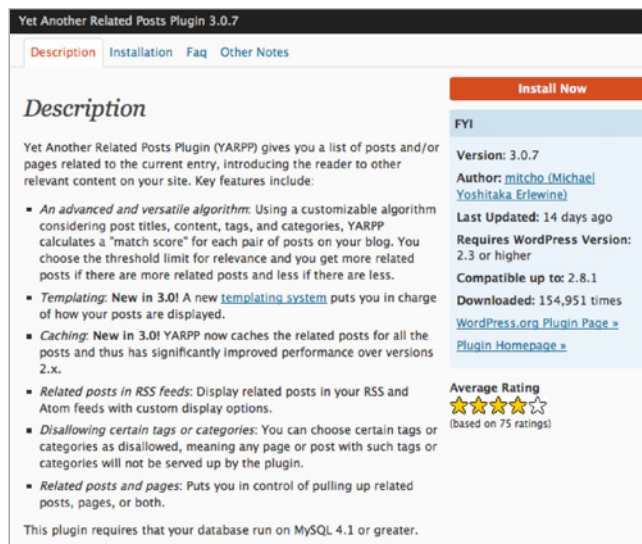 Yet Another Related Posts Plugin 3.0.7
Description Installation Faq Other Notes
Description
Yet Another Related Posts Plugin (YARPP) gives you a list of posts and/or
pages related to the current entry, introducing the reader to other
relevant content on your site. Key features include:
An advanced and versatile algorithm: Using a customizable algorithm
considering post titles, content, tags, and categories, YARPP
calculates a "match score" for each pair of posts on your blog. You
choose the threshold limit for relevance and you get more related
posts if there are more related posts and less if there are less.
Templating: New in 3.0! A new templating system puts you in charge
of how your posts are displayed.
Caching: New in 3.0! YARPP now caches the related posts for all the
posts and thus has significantly improved performance over versions
2.x.
Related posts in RSS feeds: Display related posts in your RSS and
Atom feeds with custom display options.
Disallowing certain tags or categories: You can choose certain tags or
categories as disallowed, meaning any page or post with such tags or
categories will not be served up by the plugin.
Related posts and pages: Puts you in control of pulling up related
posts, pages, or both.
This plugin requires that your database run on MySQL 4.1 or greater.
Install Now
FYI
Version: 3.0.7
Author: mitcho (Michael
Yoshitaka Erlewine)
Last Updated: 14 days ago
Requires WordPress Version:
2.3 or higher
Compatible up to: 2.8.1
Downloaded: 154,951 times
WordPress.org Plugin Page »
Plugin Homepage »
Average Rating
(based on 75 ratings)